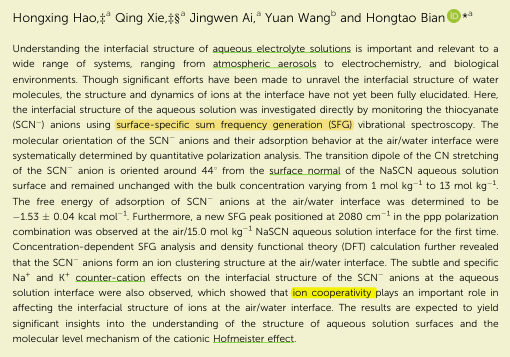 Hongxing Hao,‡ᵃ Qing Xie,‡§ᵃ Jingwen Ai,ᵃ Yuan Wangᵇ and Hongtao Bian iD *ᵃ
Understanding the interfacial structure of aqueous electrolyte solutions is important and relevant to a
wide range of systems, ranging from atmospheric aerosols to electrochemistry, and biological
environments. Though significant efforts have been made to unravel the interfacial structure of water
molecules, the structure and dynamics of ions at the interface have not yet been fully elucidated. Here,
the interfacial structure of the aqueous solution was investigated directly by monitoring the thiocyanate
(SCN⁻) anions using surface-specific sum frequency generation (SFG) vibrational spectroscopy. The
molecular orientation of the SCN⁻ anions and their adsorption behavior at the air/water interface were
systematically determined by quantitative polarization analysis. The transition dipole of the CN stretching
of the SCN⁻ anion is oriented around 44° from the surface normal of the NaSCN aqueous solution
surface and remained unchanged with the bulk concentration varying from 1 mol kg⁻¹ to 13 mol kg⁻¹.
The free energy of adsorption of SCN⁻ anions at the air/water interface was determined to be
−1.53 ± 0.04 kcal mol⁻¹. Furthermore, a new SFG peak positioned at 2080 cm⁻¹ in the ppp polarization
combination was observed at the air/15.0 mol kg⁻¹ NaSCN aqueous solution interface for the first time.
Concentration-dependent SFG analysis and density functional theory (DFT) calculation further revealed
that the SCN⁻ anions form an ion clustering structure at the air/water interface. The subtle and specific
Na⁺ and K⁺ counter-cation effects on the interfacial structure of the SCN⁻ anions at the aqueous
solution interface were also observed, which showed that ion cooperativity plays an important role in
affecting the interfacial structure of ions at the air/water interface. The results are expected to yield
significant insights into the understanding of the structure of aqueous solution surfaces and the
molecular level mechanism of the cationic Hofmeister effect.